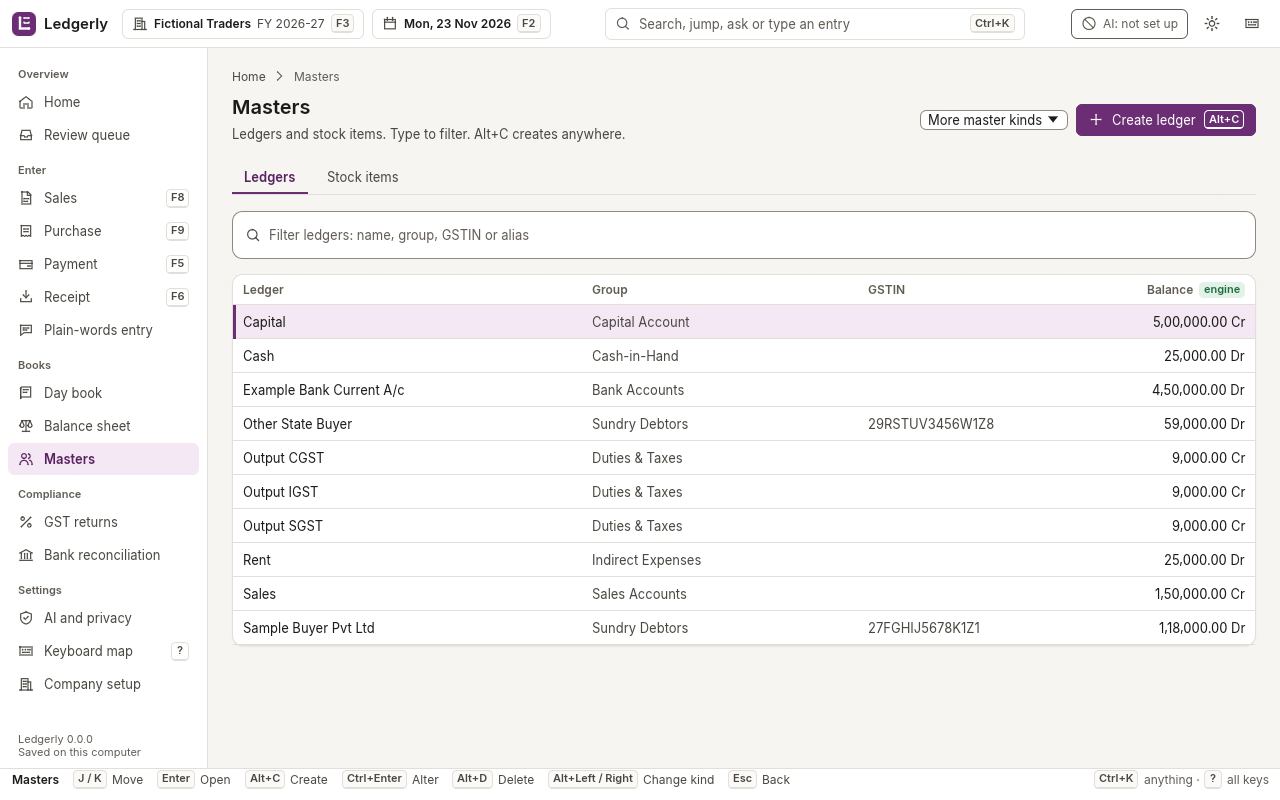 Ledgerly
Fictional Traders FY 2026-27 F3
Mon, 23 Nov 2026 F2
Search, jump, ask or type an entry Ctrl+K
AI: not set up
Overview
Home
Review queue
Enter
Sales F8
Purchase F9
Payment F5
Receipt F6
Plain-words entry
Books
Day book
Balance sheet
Masters
Compliance
GST returns
Bank reconciliation
Settings
AI and privacy
Keyboard map ?
Company setup
Ledgerly 0.0.0
Saved on this computer
Home > Masters
Masters
Ledgers and stock items. Type to filter. Alt+C creates anywhere.
More master kinds
+ Create ledger Alt+C
Ledgers Stock items
Filter ledgers: name, group, GSTIN or alias
Ledger Group GSTIN Balance engine
Capital Capital Account 5,00,000.00 Cr
Cash Cash-in-Hand 25,000.00 Dr
Example Bank Current A/c Bank Accounts 4,50,000.00 Dr
Other State Buyer Sundry Debtors 29RSTUV3456W1Z8 59,000.00 Dr
Output CGST Duties & Taxes 9,000.00 Cr
Output IGST Duties & Taxes 9,000.00 Cr
Output SGST Duties & Taxes 9,000.00 Cr
Rent Indirect Expenses 25,000.00 Dr
Sales Sales Accounts 1,50,000.00 Cr
Sample Buyer Pvt Ltd Sundry Debtors 27FGHIJ5678K1Z1 1,18,000.00 Dr
Masters J / K Move Enter Open Alt+C Create Ctrl+Enter Alter Alt+D Delete Alt+Left / Right Change kind Esc Back Ctrl+K anything · ? all keys